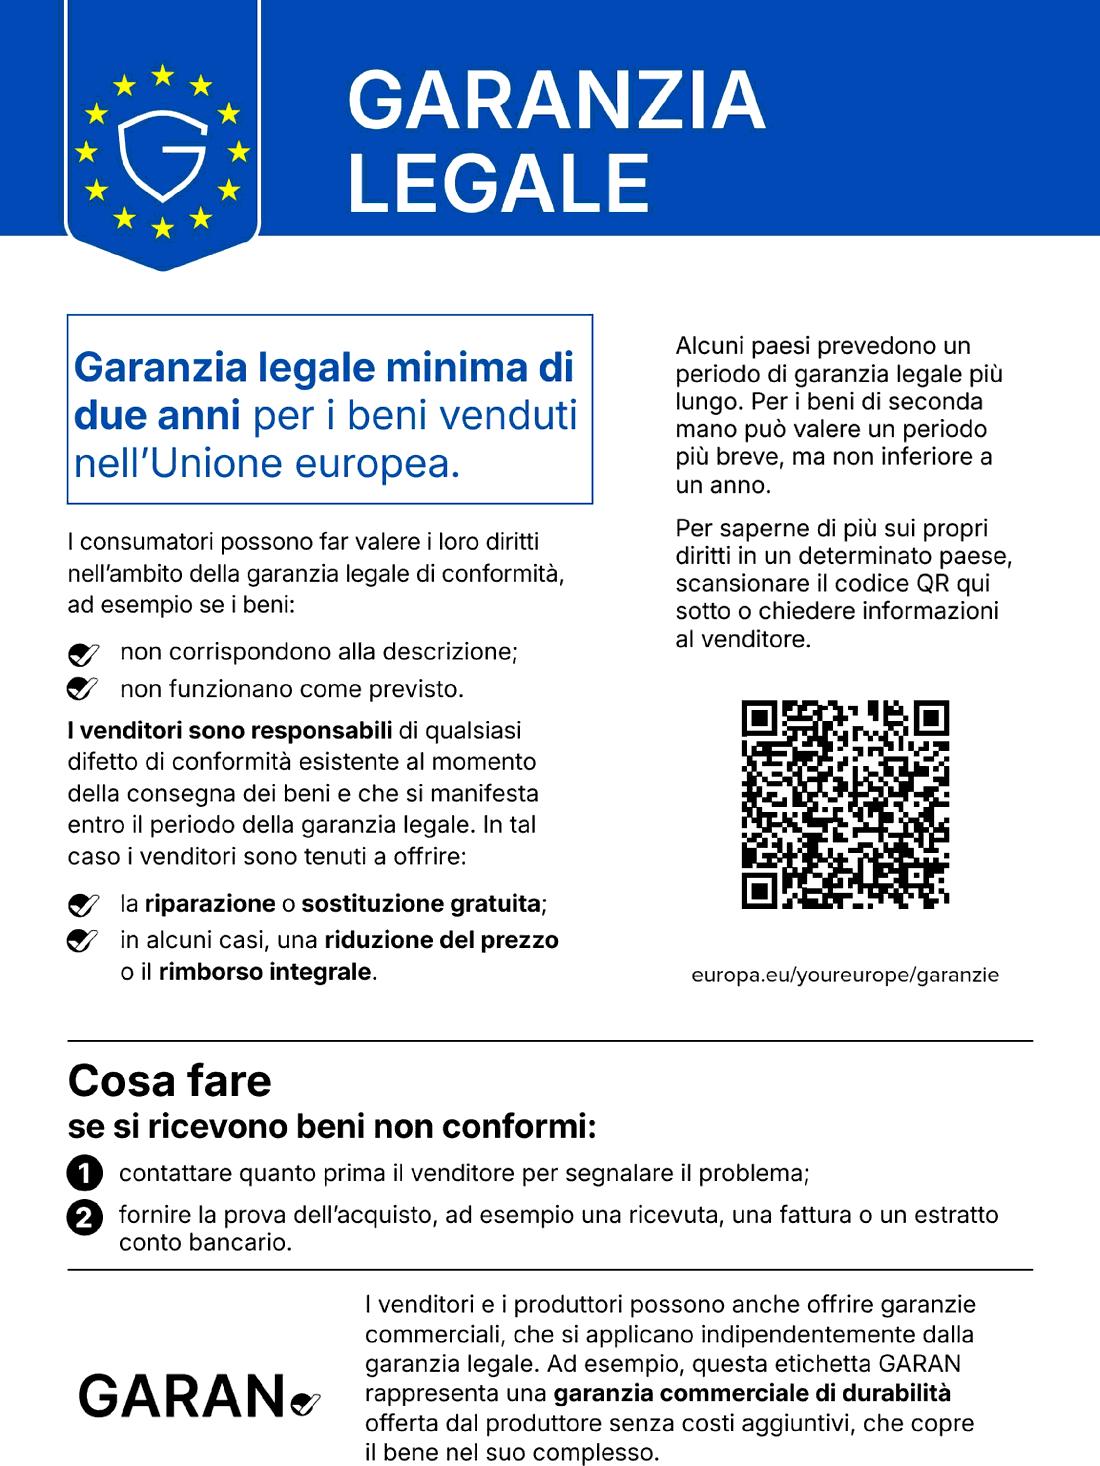 GARANZIA
LEGALE
Garanzia legale minima di
due anni per i beni venduti
nell'Unione europea.
I consumatori possono far valere i loro diritti
nell'ambito della garanzia legale di conformità,
ad esempio se i beni:
non corrispondono alla descrizione;
non funzionano come previsto.
I venditori sono responsabili di qualsiasi
difetto di conformità esistente al momento
della consegna dei beni e che si manifesta
entro il periodo della garanzia legale. In tal
caso i venditori sono tenuti a offrire:
la riparazione o sostituzione gratuita;
in alcuni casi, una riduzione del prezzo
o il rimborso integrale.
Alcuni paesi prevedono un
periodo di garanzia legale più
lungo. Per i beni di seconda
mano può valere un periodo
più breve, ma non inferiore a
un anno.
Per saperne di più sui propri
diritti in un determinato paese,
scansionare il codice QR qui
sotto o chiedere informazioni
al venditore.
europa.eu/youreurope/garanzie
Cosa fare
se si ricevono beni non conformi:
1 contattare quanto prima il venditore per segnalare il problema;
2 fornire la prova dell'acquisto, ad esempio una ricevuta, una fattura o un estratto
conto bancario.
GARAN
I venditori e i produttori possono anche offrire garanzie
commerciali, che si applicano indipendentemente dalla
garanzia legale. Ad esempio, questa etichetta GARAN
rappresenta una garanzia commerciale di durabilità
offerta dal produttore senza costi aggiuntivi, che copre
il bene nel suo complesso.